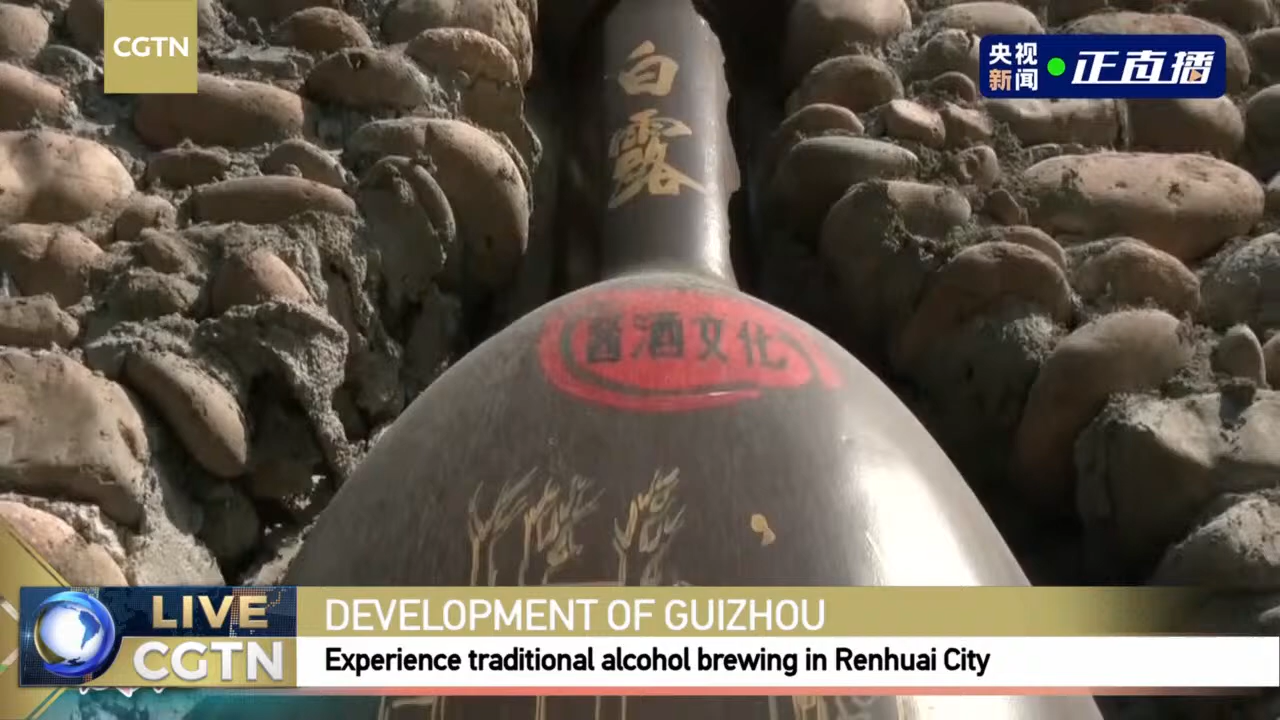 CGTN
央视
新闻
正直播
白露
酱酒文化
LIVE
CGTN
DEVELOPMENT OF GUIZHOU
Experience traditional alcohol brewing in Renhuai City